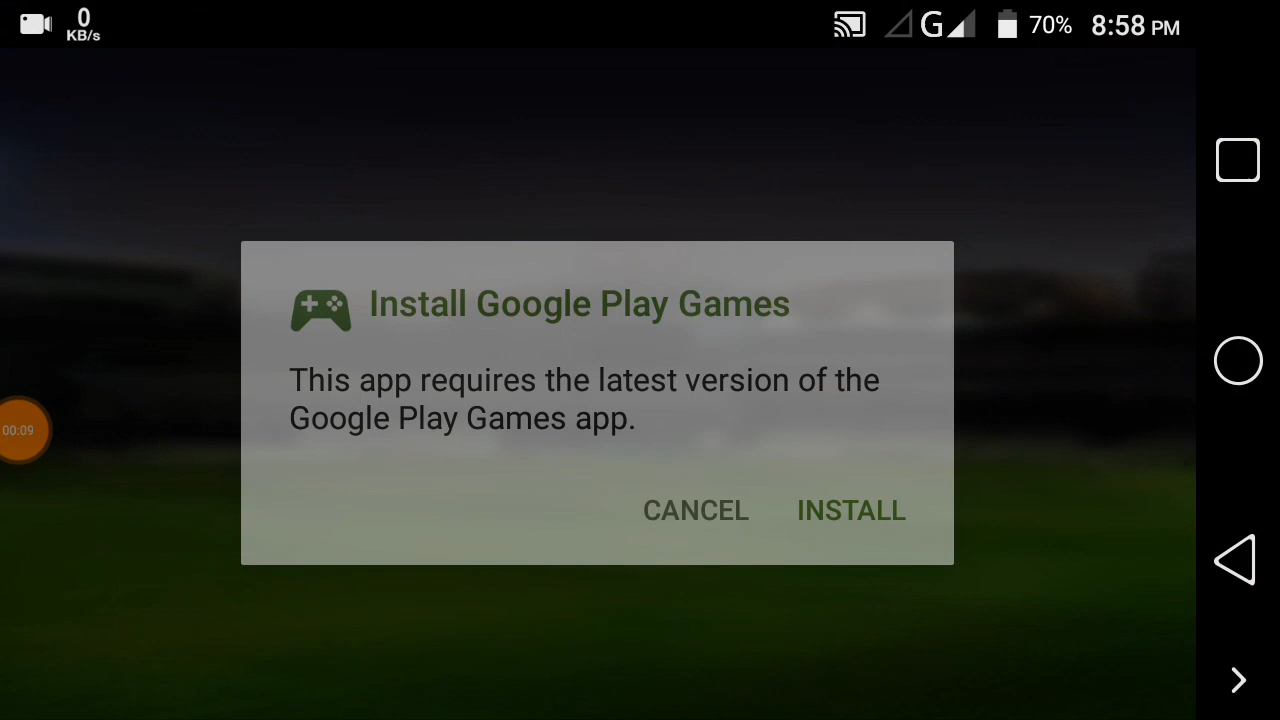 0
KB/s
G 70% 8:58 PM
Install Google Play Games
This app requires the latest version of the
Google Play Games app.
00:09
CANCEL INSTALL